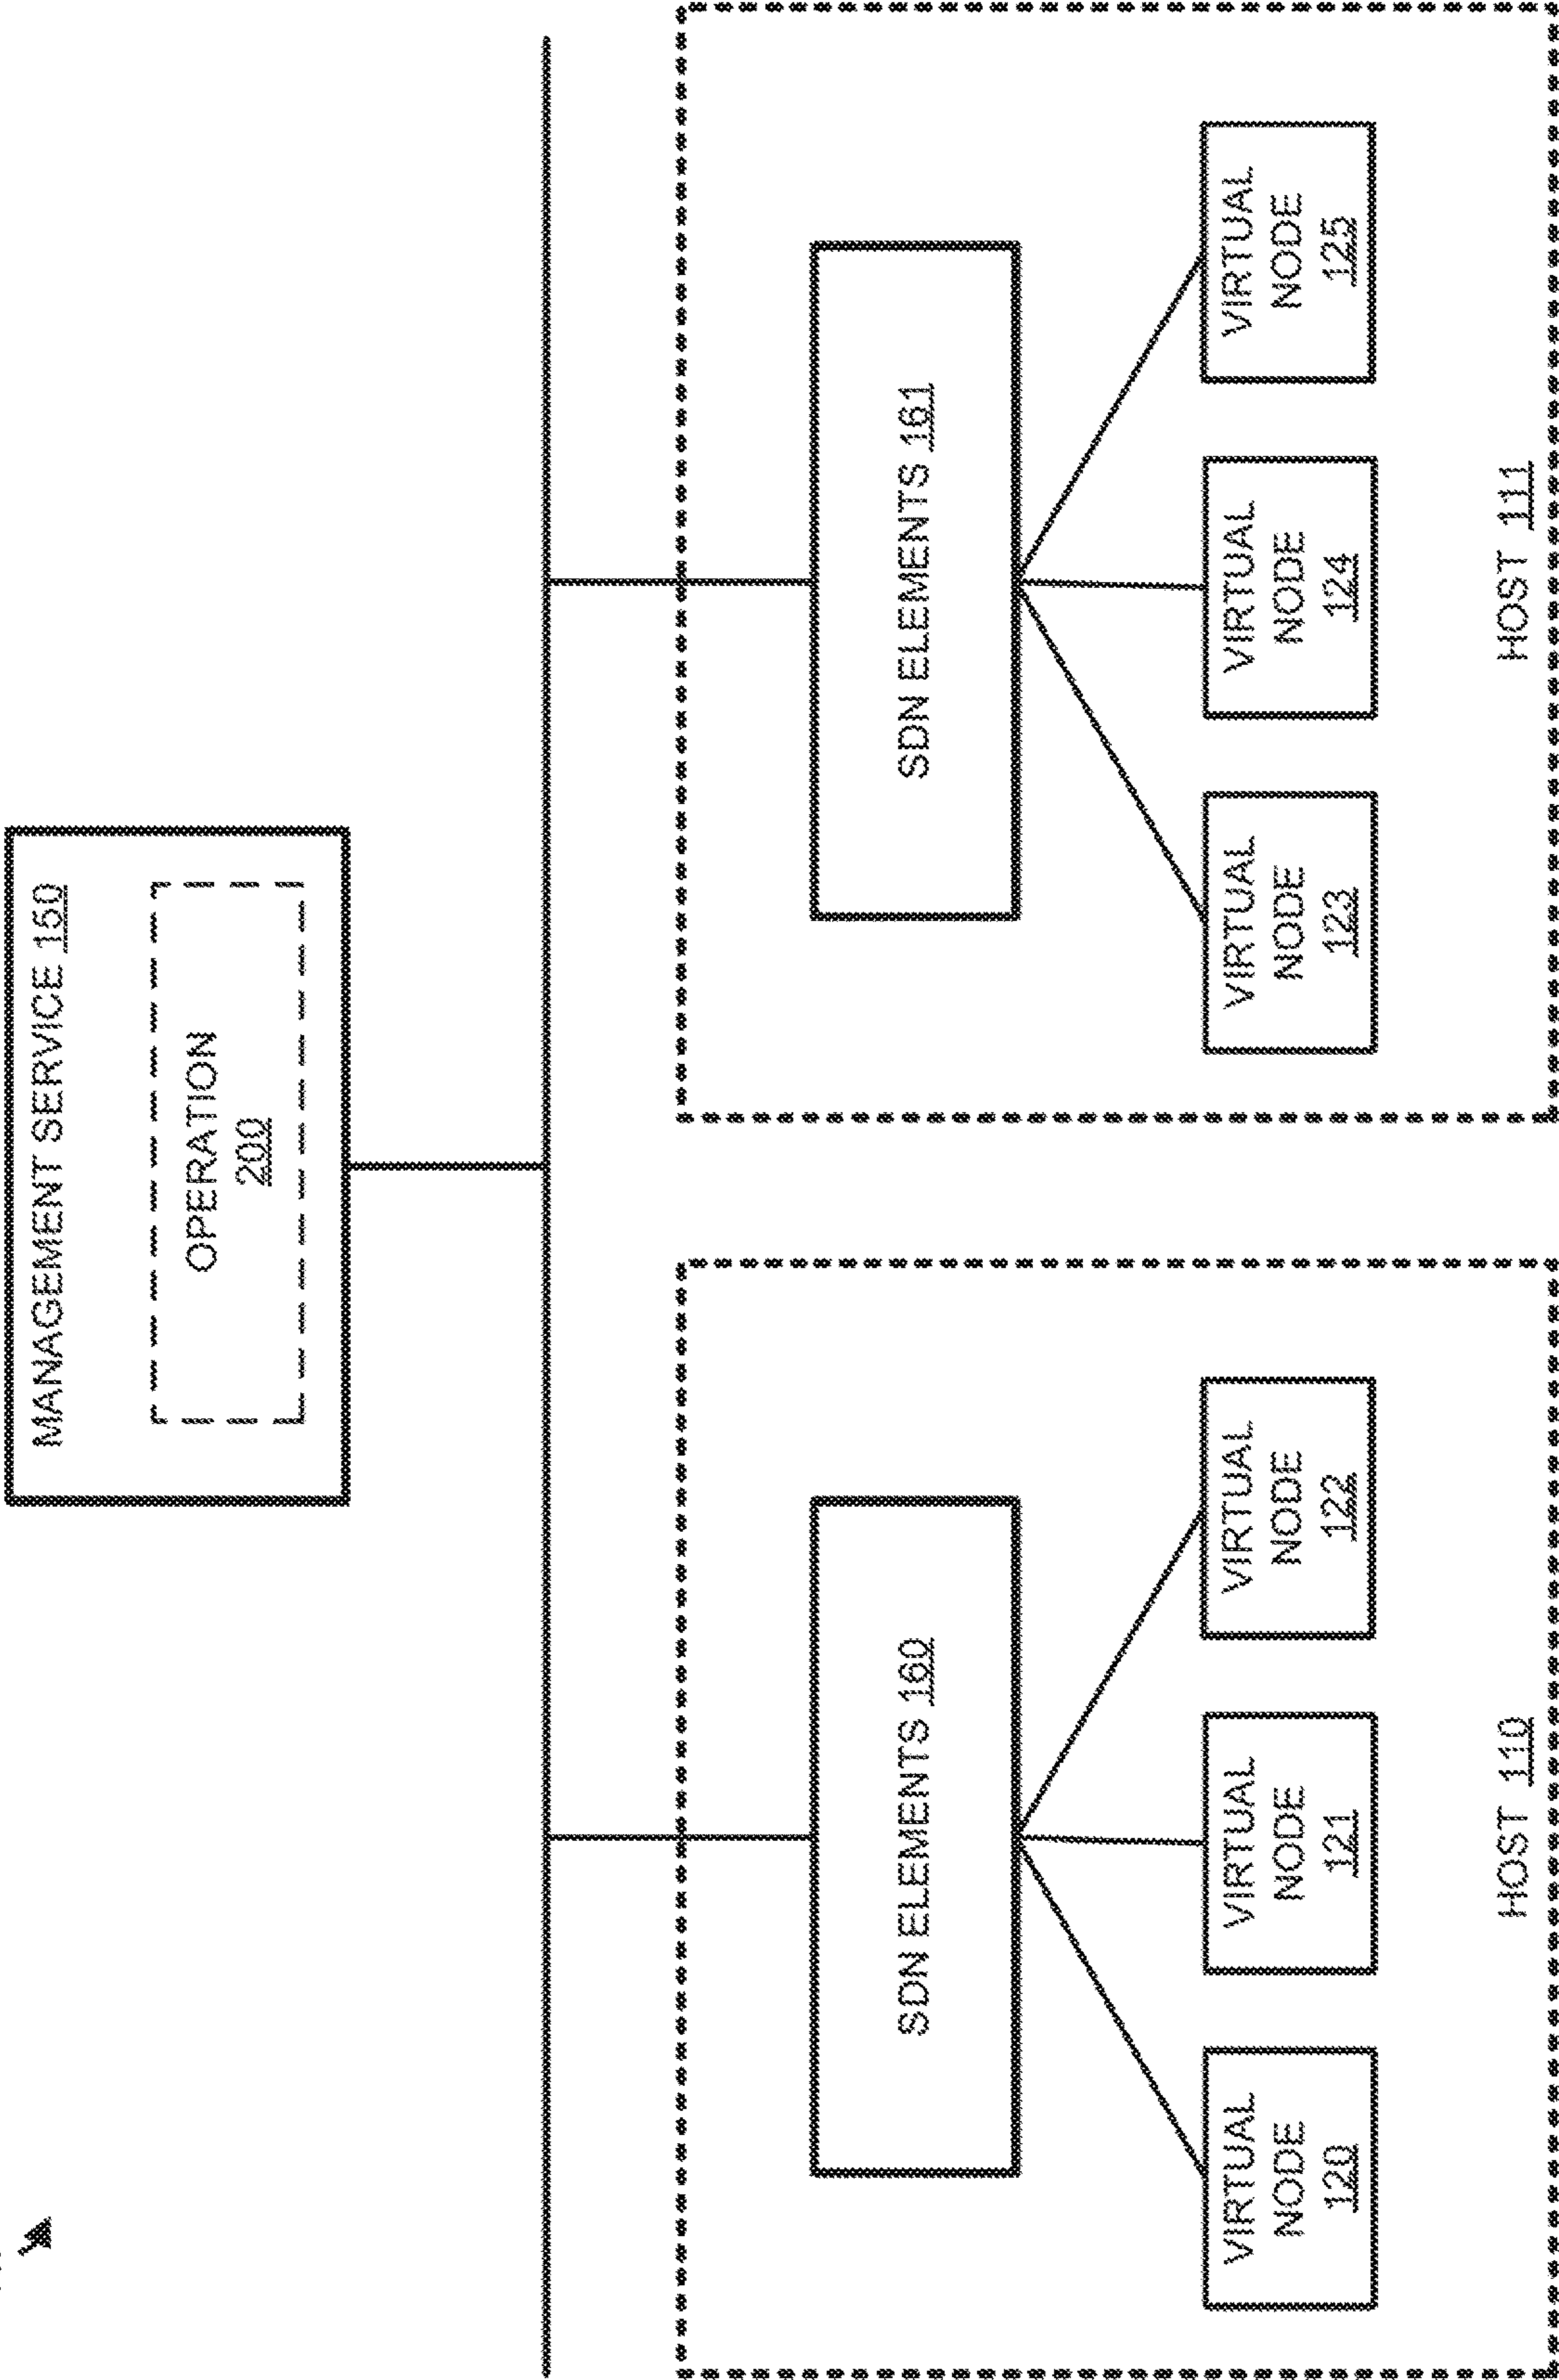 MANAGEMENT SERVICE 150
OPERATION
200
SDN ELEMENTS 160
SDN ELEMENTS 161
VIRTUAL
NODE
120
VIRTUAL
NODE
121
VIRTUAL
NODE
122
VIRTUAL
NODE
123
VIRTUAL
NODE
124
VIRTUAL
NODE
125
HOST 110
HOST 111